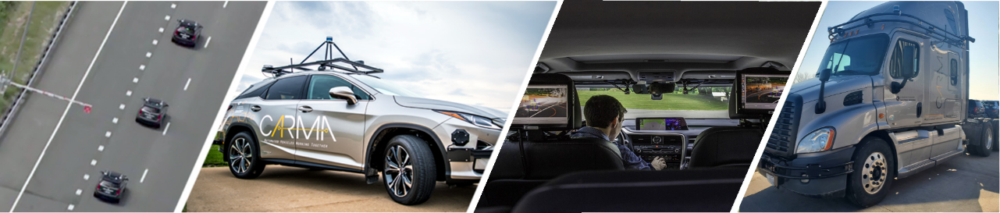 CARMA
AUTOMATED VEHICLES WORKING TOGETHER